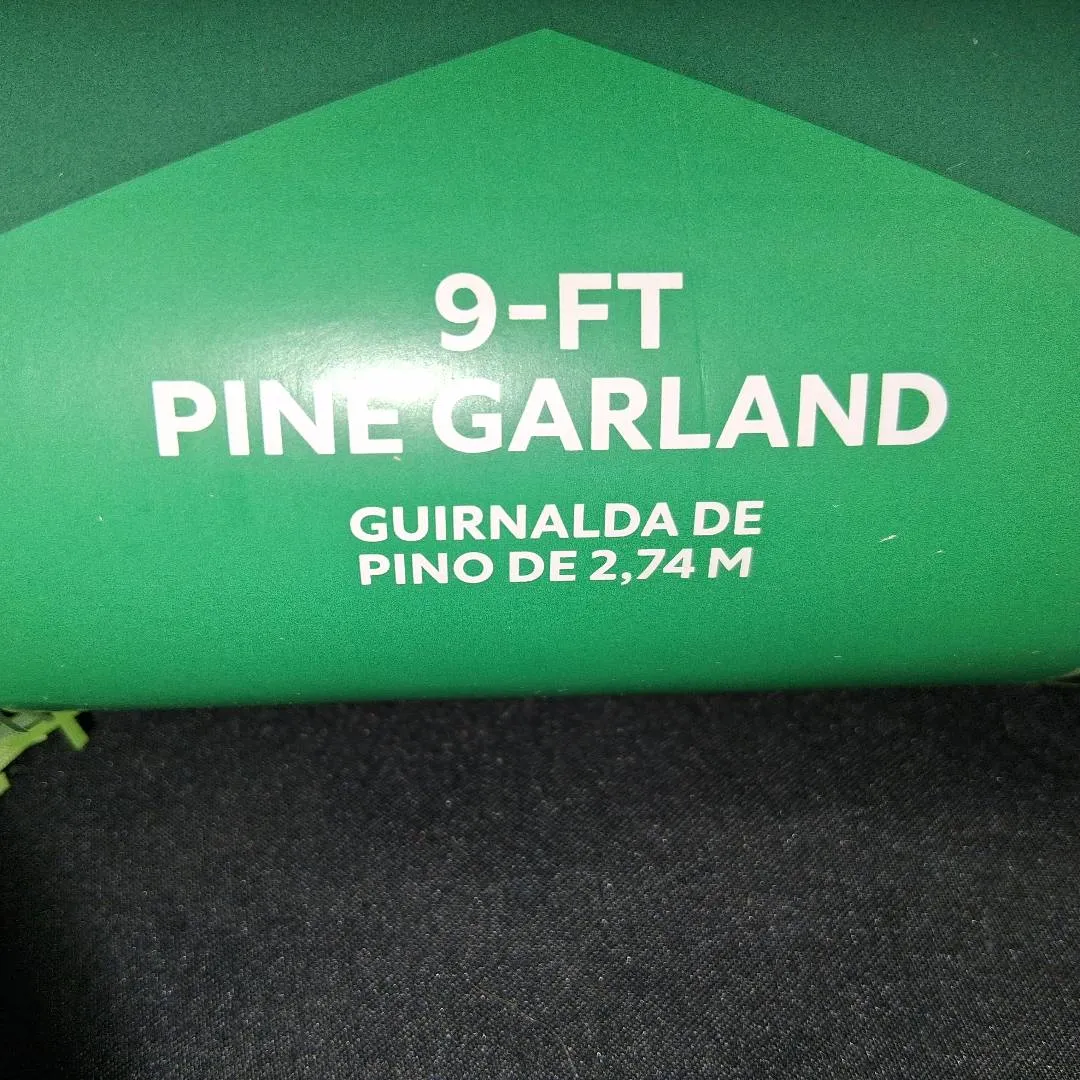 9-FT
PINE GARLAND
GUIRNALDA DE
PINO DE 2,74 M